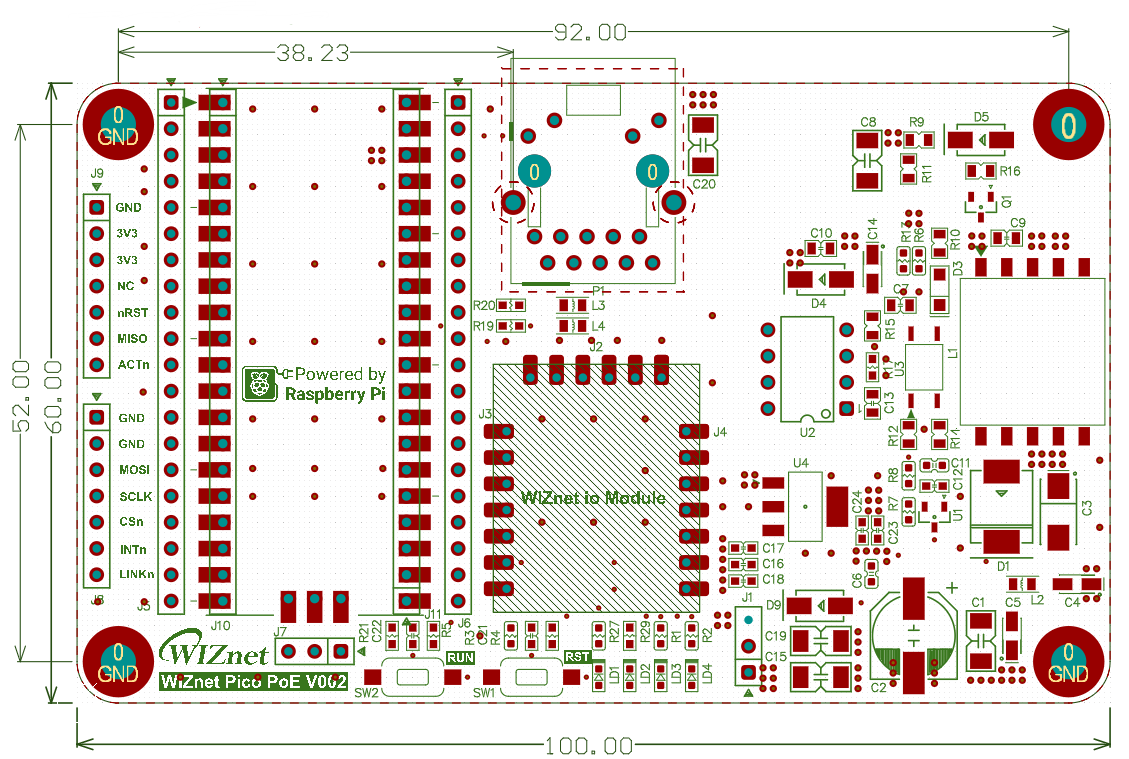 92.00
38.23
0
GND
0
D5
C8
R9
J9
0
0
C20
R11
R16
Q1
GND
C10
C14
R6
R10
C9
3V3
3V3
D3
NC
P1
D4
C7
nRST
R20
L3
R19
L4
R15
MISO
J2
L1
ACTn
U3
Powered by
Raspberry Pi
52.00
60.00
C13
1
GND
J3
J4
U2
R12
R14
GND
MOSI
U4
R8
C11
C12
SCLK
WIZnet io Module
C24
R7
C3
CSn
U1
C23
INTn
C17
D1
C16
LINKn
C6
C18
J8
J5
J1
D9
L2
C4
J10
J11
J6
C1
C5
J7
R21
C22
R5
R3
C21
R4
R27
R28
R1
R2
C19
0
GND
WIZnet
RUN
RST
C15
0
GND
WIZnet Pico PoE V002
SW2
SW1
LD1
LD2
LD3
LD4
C2
100.00